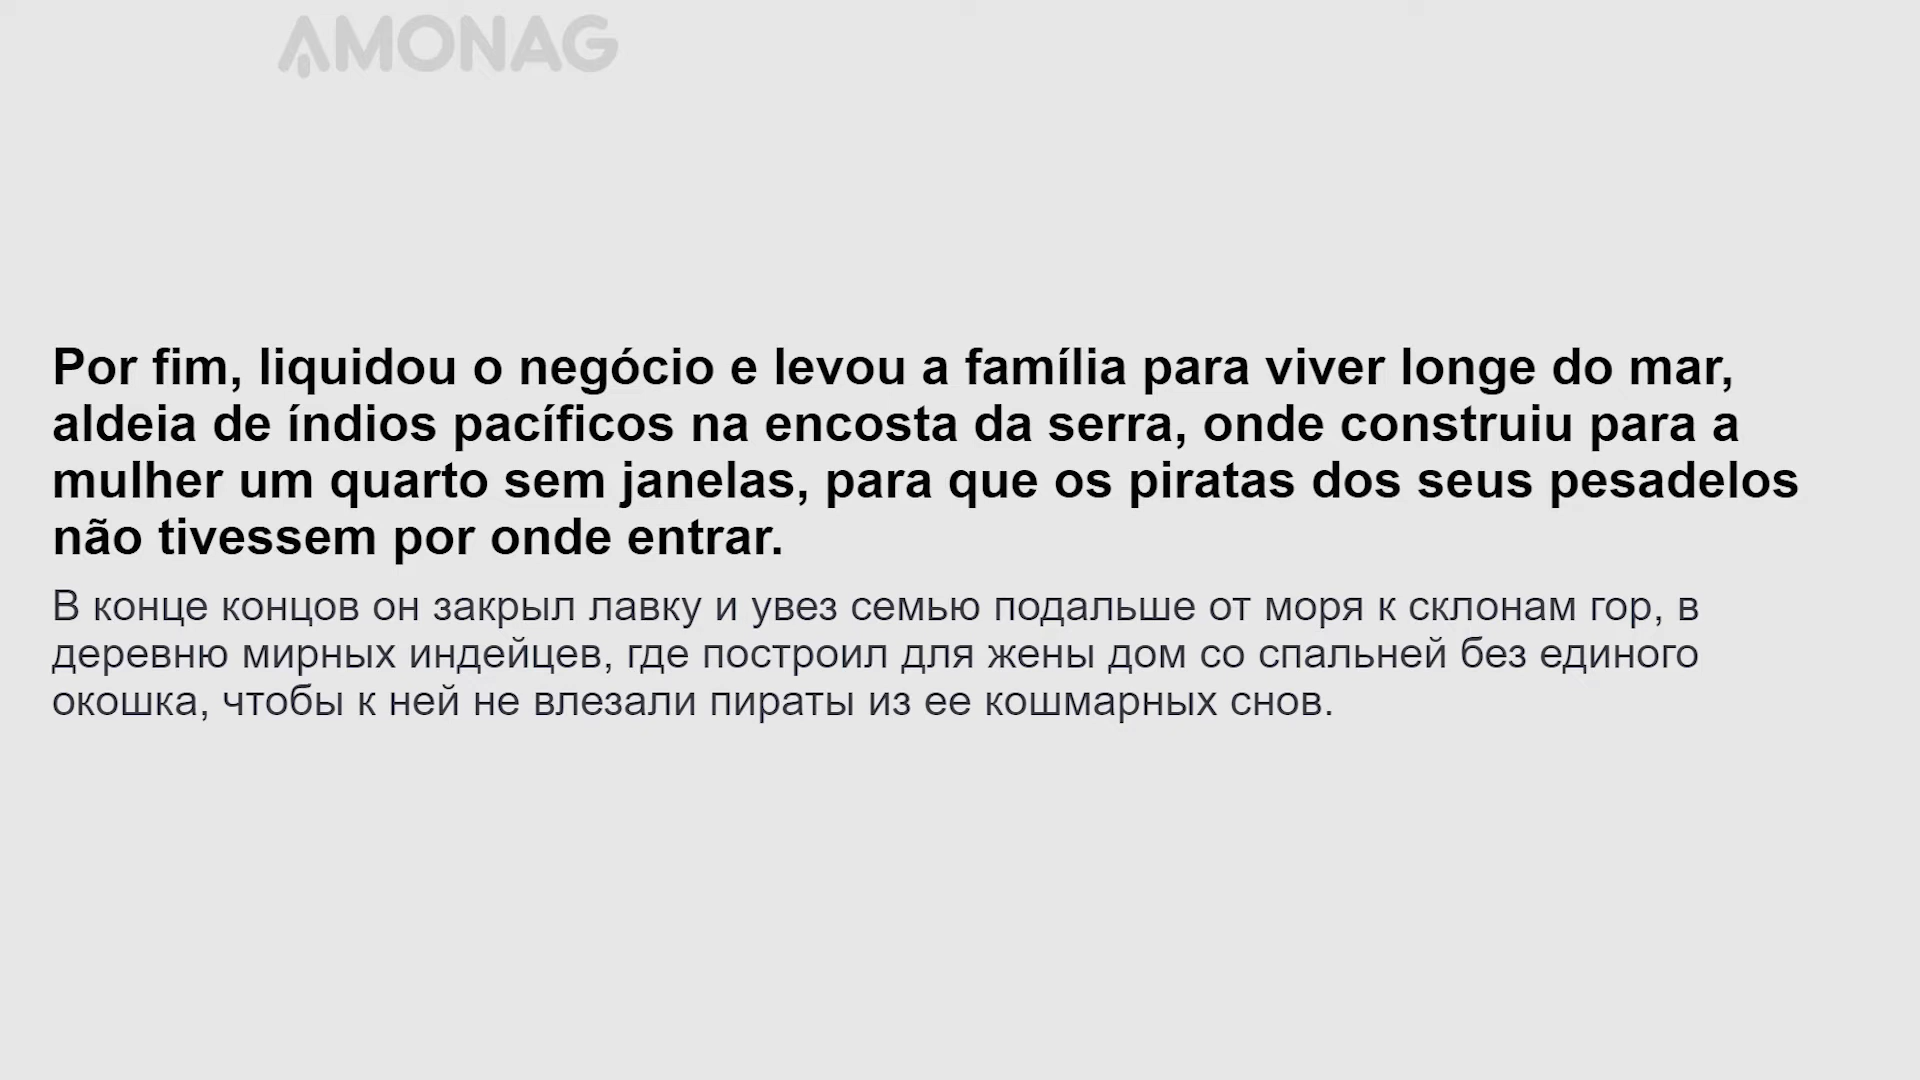 AMONAG
Por fim, liquidou o negócio e levou a família para viver longe do mar,
aldeia de índios pacíficos na encosta da serra, onde construiu para a
mulher um quarto sem janelas, para que os piratas dos seus pesadelos
não tivessem por onde entrar.
В конце концов он закрыл лавку и увез семью подальше от моря к склонам гор, в
деревню мирных индейцев, где построил для жены дом со спальней без единого
окошка, чтобы к ней не влезали пираты из ее кошмарных снов.